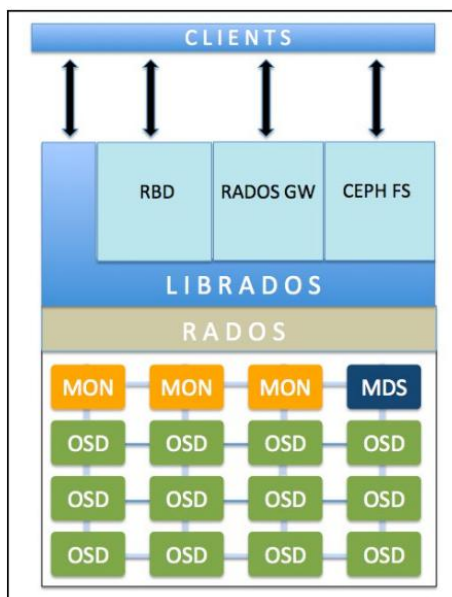 CLIENTS
RBD RADOS GW CEPH FS
LIBRADOS
RADOS
MON MON MON MDS
OSD OSD OSD OSD
OSD OSD OSD OSD
OSD OSD OSD OSD